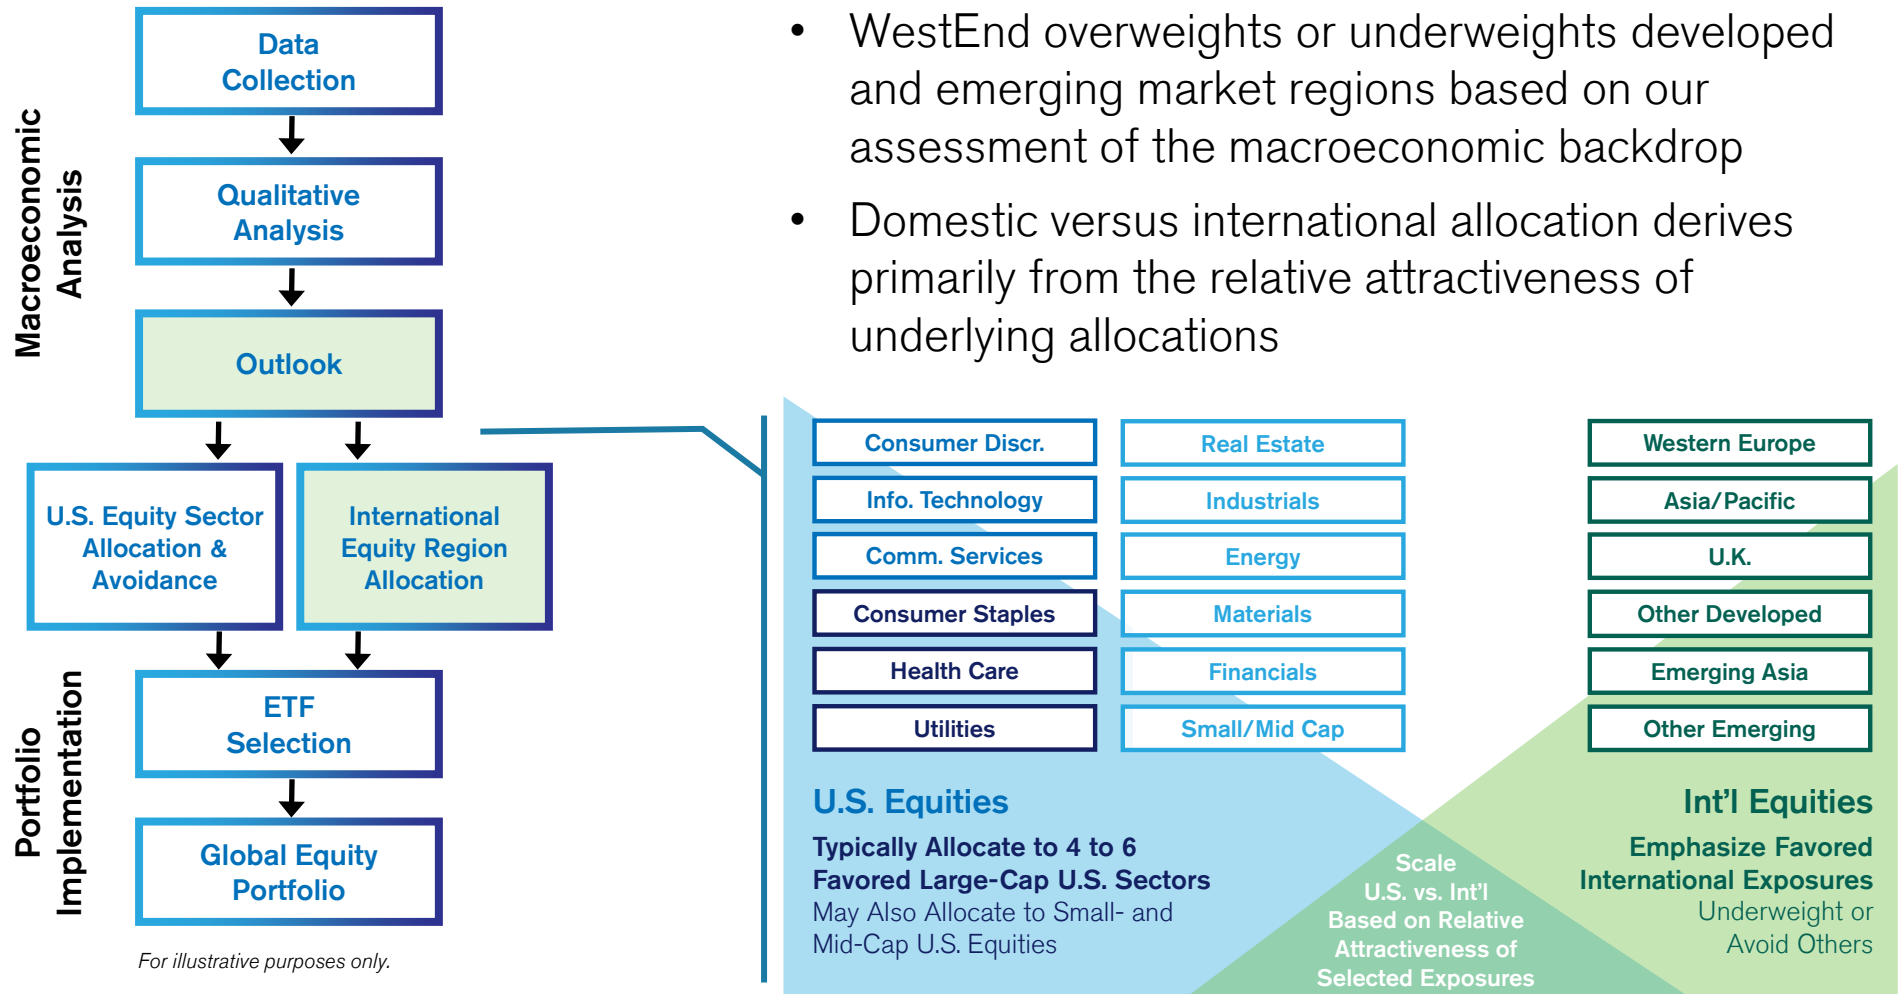 Macroeconomic
Analysis
Data
Collection
Qualitative
Analysis
Outlook
U.S. Equity Sector
Allocation &
Avoidance
International
Equity Region
Allocation
Portfolio
Implementation
ETF
Selection
Global Equity
Portfolio
For illustrative purposes only.
• WestEnd overweights or underweights developed
and emerging market regions based on our
assessment of the macroeconomic backdrop
• Domestic versus international allocation derives
primarily from the relative attractiveness of
underlying allocations
Consumer Discr.
Info. Technology
Comm. Services
Consumer Staples
Health Care
Utilities
Real Estate
Industrials
Energy
Materials
Financials
Small/Mid Cap
Western Europe
Asia/Pacific
U.K.
Other Developed
Emerging Asia
Other Emerging
U.S. Equities
Typically Allocate to 4 to 6
Favored Large-Cap U.S. Sectors
May Also Allocate to Small- and
Mid-Cap U.S. Equities
Scale
U.S. vs. Int'l
Based on Relative
Attractiveness of
Selected Exposures
Int'l Equities
Emphasize Favored
International Exposures
Underweight or
Avoid Others